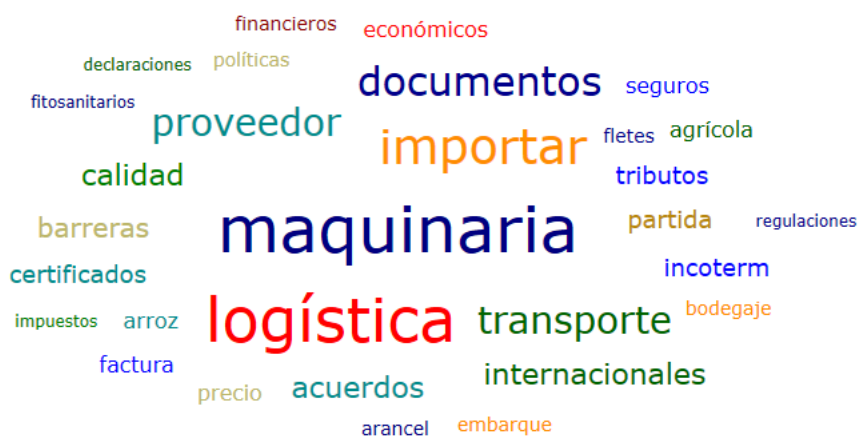 financieros
económicos
declaraciones
políticas
documentos
seguros
fitosanitarios
proveedor
importar
fletes
agrícola
calidad
tributos
barreras
maquinaria
partida
regulaciones
certificados
incoterm
impuestos
arroz
logística
transporte
bodegaje
factura
precio
acuerdos
internacionales
arancel
embarque